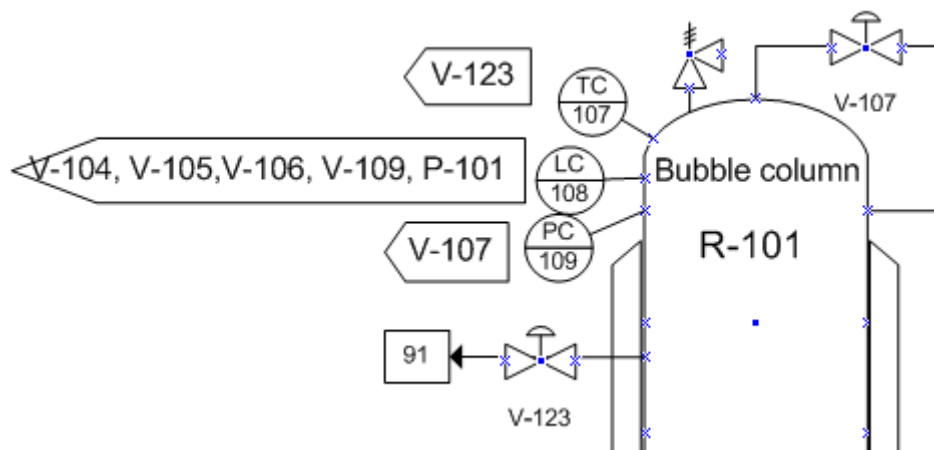 V-123
TC
107
V-107
V-104, V-105,V-106, V-109, P-101
LC
108
Bubble column
PC
109
V-107
R-101
91
V-123